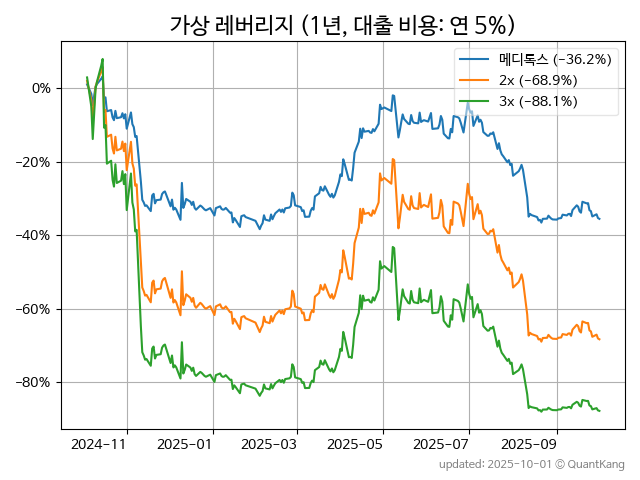 가상 레버리지 (1년, 대출 비용: 연 5%)
메디톡스 (−36.2%)
2x (−68.9%)
3x (−88.1%)
0%
−20%
−40%
−60%
−80%
2024-11 2025-01 2025-03 2025-05 2025-07 2025-09
updated: 2025-10-01 © QuantKang